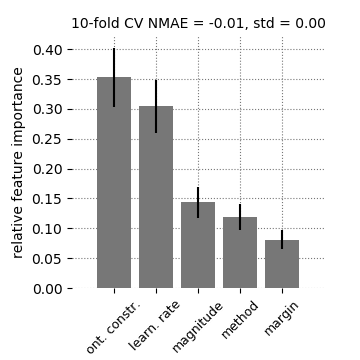 10-fold CV NMAE = -0.01, std = 0.00
relative feature importance
0.40
0.35
0.30
0.25
0.20
0.15
0.10
0.05
0.00
ont. constr.
learn. rate
magnitude
method
margin